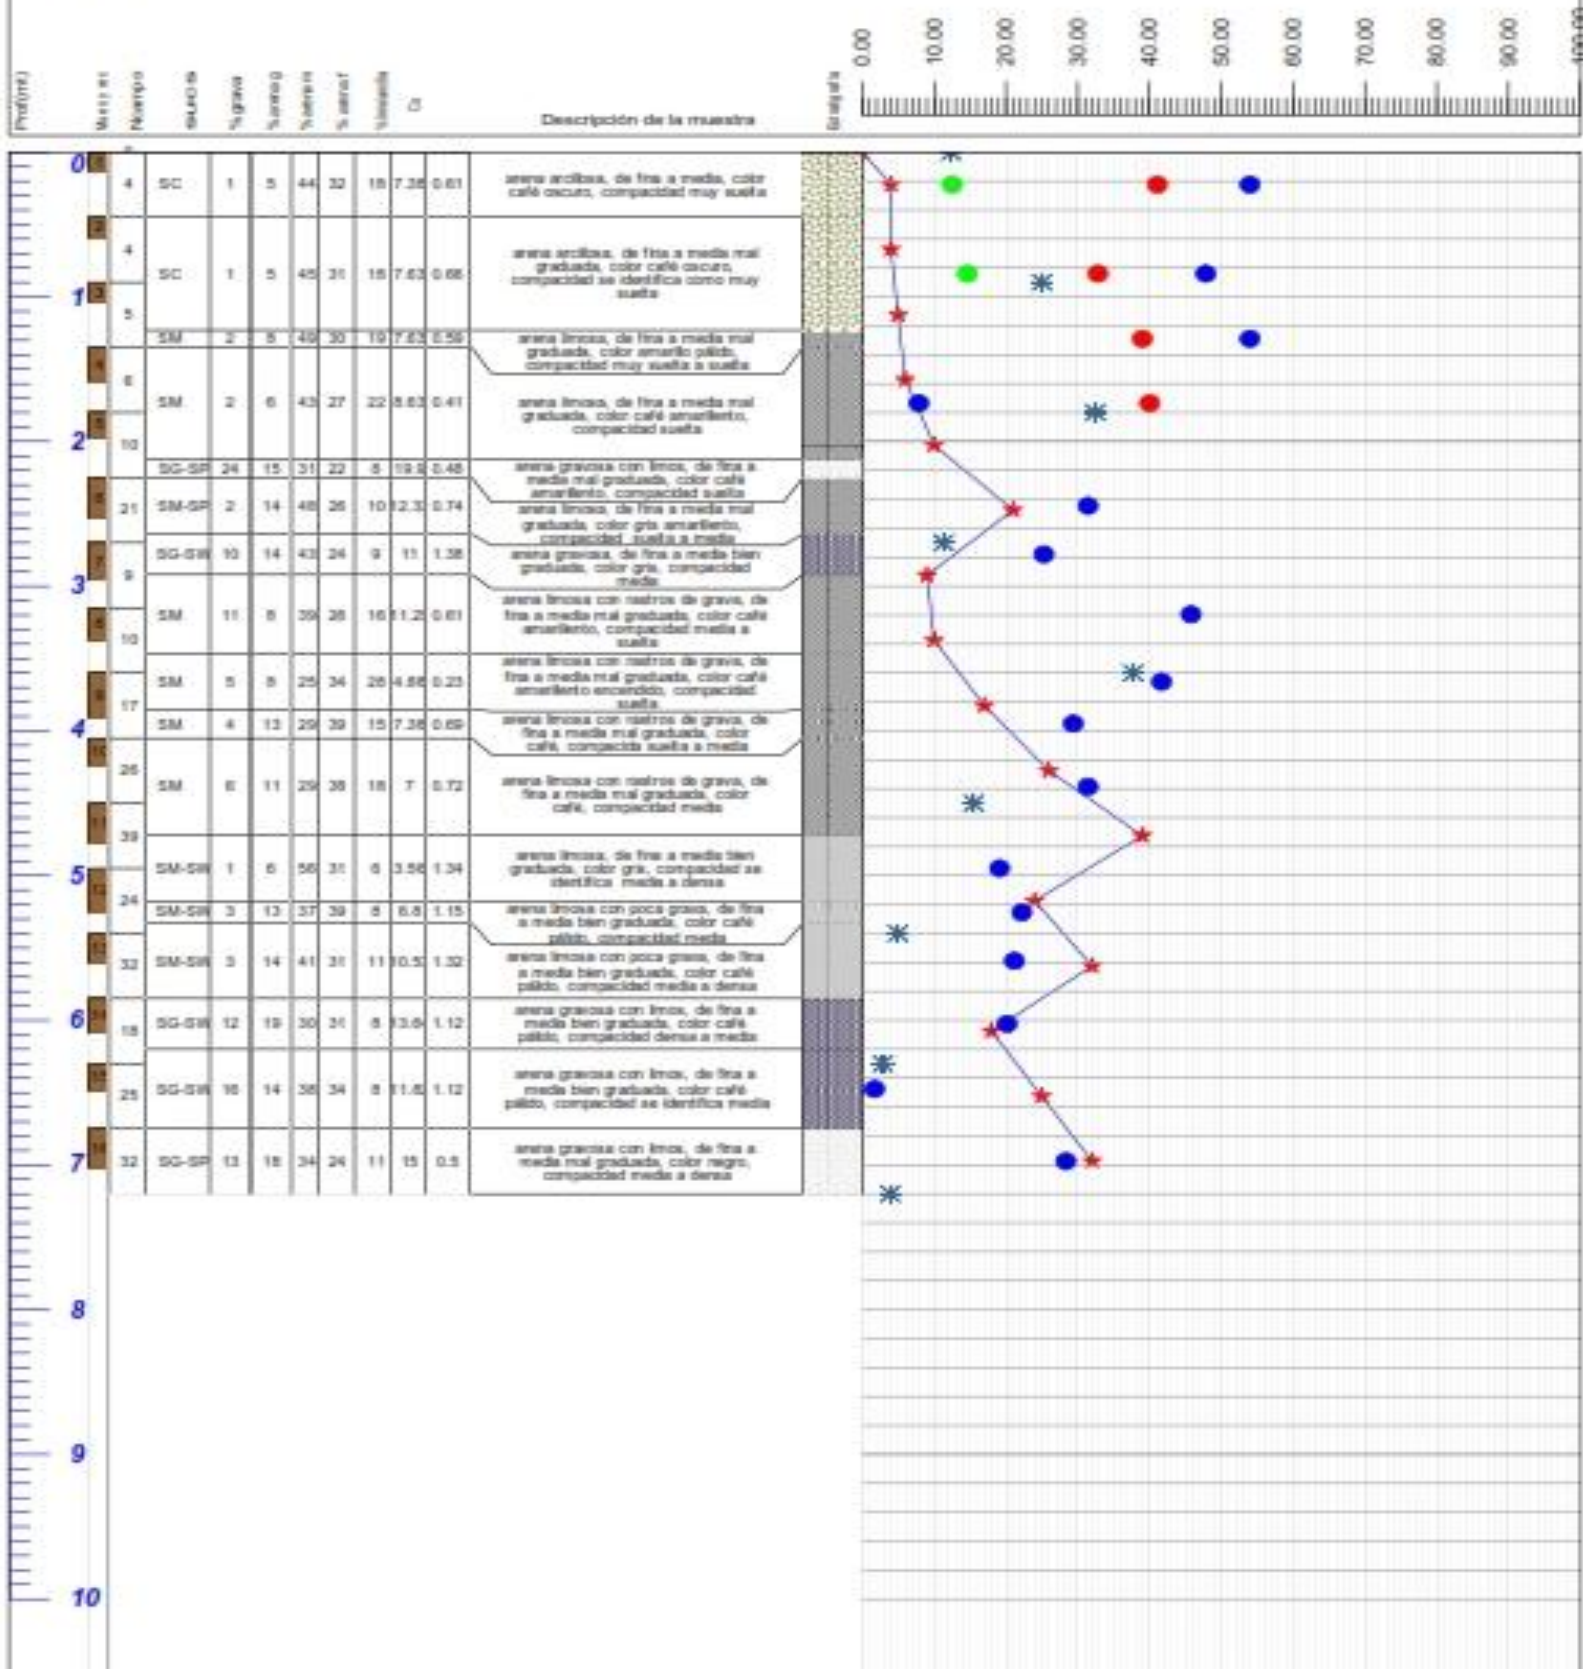 Prof(mt)
% grava
Cu
Descripción de la muestra
0.00 10.00 20.00 30.00 40.00 50.00 60.00 70.00 80.00 90.00 100.00
0
4 SC 1 5 44 32 18 7.38 0.61
arena arcillosa, de fina a media, color
café oscuro, compacidad muy suelta
4
SC 1 5 45 31 18 7.63 0.66
arena arcillosa, de fina a media mal
graduada, color café oscuro,
compacidad se identifica como muy
suelta
1
5
SM 2 8 49 30 19 7.63 0.59
arena limosa, de fina a media mal
graduada, color amarillo pálido,
compacidad muy suelta a suelta
6
SM 2 6 43 27 22 8.63 0.41
arena limosa, de fina a media mal
graduada, color café amarillento,
compacidad suelta
2
10
SG-SP 24 15 31 22 8 19.9 0.48
arena gravosa con limos, de fina a
media mal graduada, color café
amarillento, compacidad suelta
21 SM-SP 2 14 48 26 10 12.3 0.74
arena limosa, de fina a media mal
graduada, color gris amarillento,
compacidad suelta a media
SG-SW 10 14 43 24 9 11 1.38
arena gravosa, de fina a media bien
graduada, color gris, compacidad
media
3
9
SM 11 8 39 26 16 11.2 0.61
arena limosa con rastros de grava, de
fina a media mal graduada, color café
amarillento, compacidad media a
suelta
10
SM 5 8 25 34 28 4.88 0.23
arena limosa con rastros de grava, de
fina a media mal graduada, color café
amarillento encendido, compacidad
suelta
17
4
SM 4 13 29 39 15 7.38 0.69
arena limosa con rastros de grava, de
fina a media mal graduada, color
café, compacida suelta a media
26
SM 6 11 29 36 18 7 0.72
arena limosa con rastros de grava, de
fina a media mal graduada, color
café, compacidad media
39
5
SM-SW 1 6 56 31 6 3.56 1.34
arena limosa, de fina a media bien
graduada, color gris, compacidad se
identifica media a densa
24
SM-SW 3 13 37 39 8 6.8 1.15
arena limosa con poca grava, de fina
a media bien graduada, color café
pálido, compacidad media
32 SM-SW 3 14 41 31 11 10.5 1.32
arena limosa con poca grava, de fina
a media bien graduada, color café
pálido, compacidad media a densa
6
18 SG-SW 12 19 30 31 8 13.6 1.12
arena gravosa con limos, de fina a
media bien graduada, color café
pálido, compacidad densa a media
25 SG-SW 16 14 38 34 8 11.6 1.12
arena gravosa con limos, de fina a
media bien graduada, color café
pálido, compacidad se identifica media
7
32 SG-SP 13 18 34 24 11 15 0.5
arena gravosa con limos, de fina a
media mal graduada, color negro,
compacidad media a densa
8
9
10